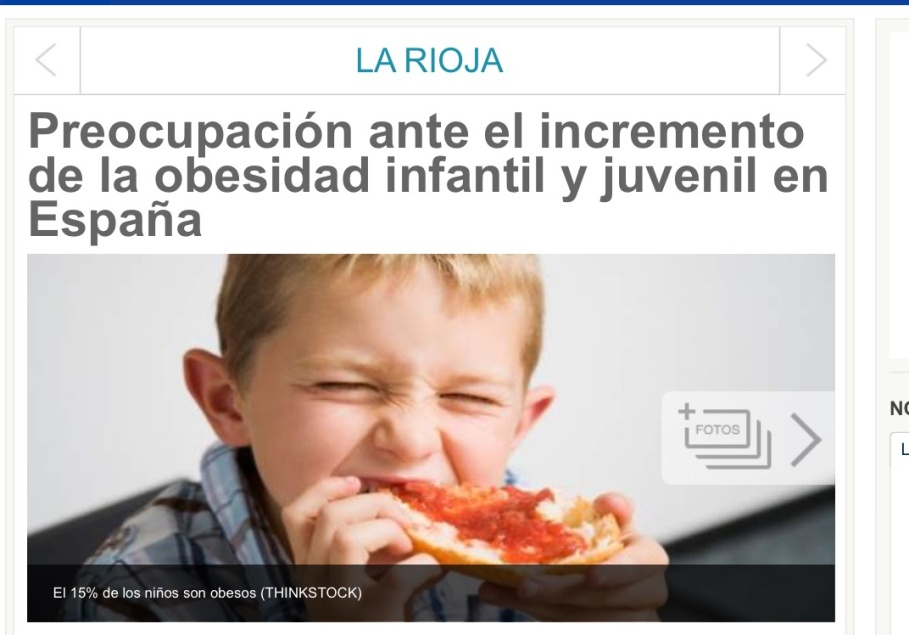 LA RIOJA
Preocupación ante el incremento
de la obesidad infantil y juvenil en
España
+
FOTOS
El 15% de los niños son obesos (THINKSTOCK)